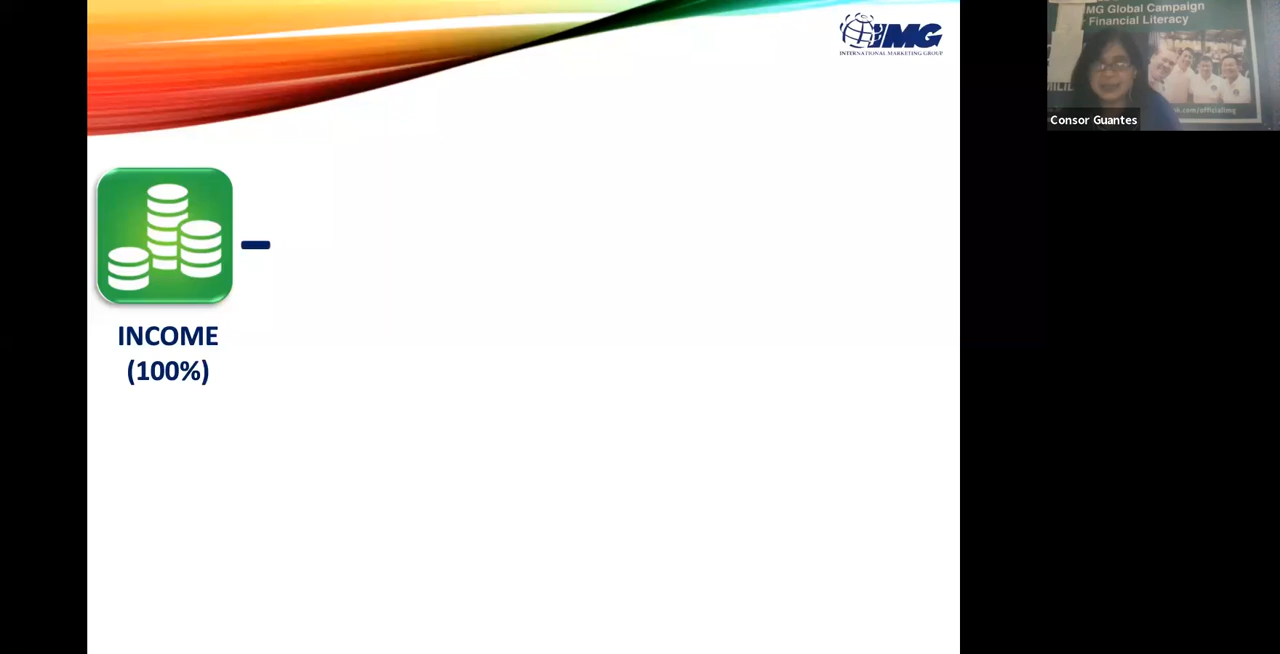 IMG
INTERNATIONAL MARKETING GROUP
INCOME
(100%)
MG Global Campaign
Financial Literacy
Consor Guantes